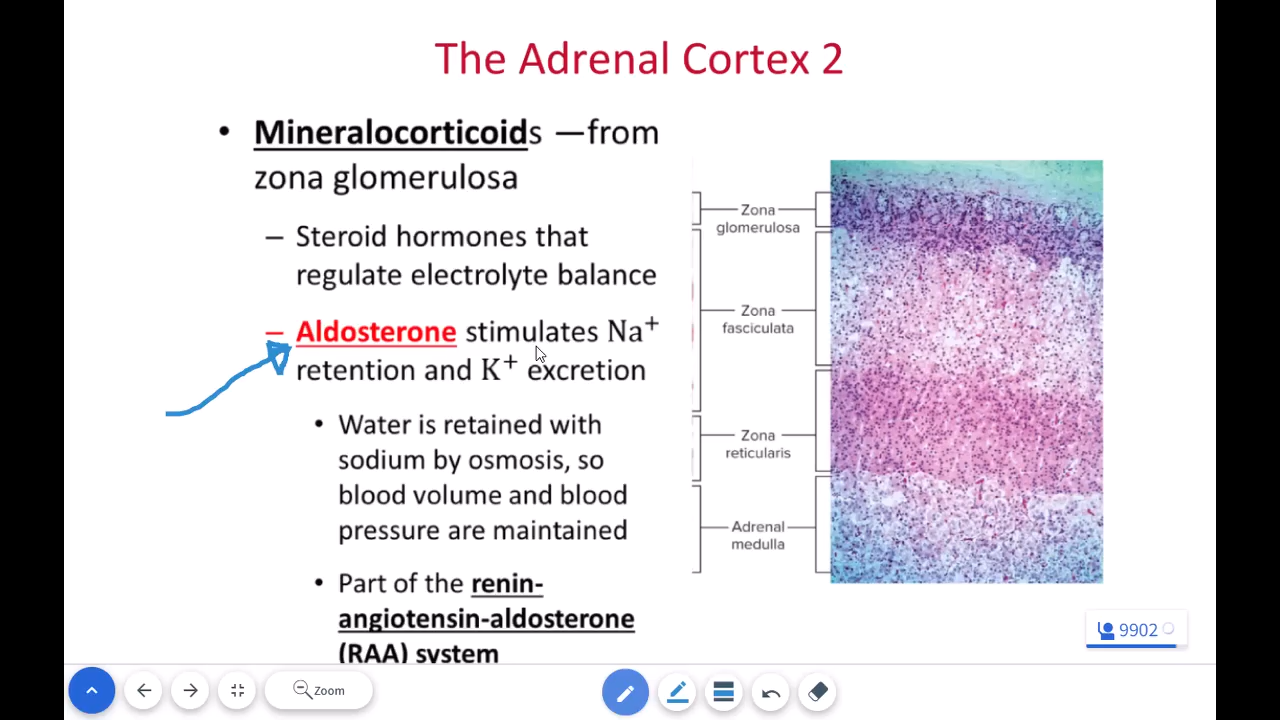 The Adrenal Cortex 2
• Mineralocorticoids —from
zona glomerulosa
– Steroid hormones that
regulate electrolyte balance
– Aldosterone stimulates Na⁺
retention and K⁺ excretion
• Water is retained with
sodium by osmosis, so
blood volume and blood
pressure are maintained
• Part of the renin-
angiotensin-aldosterone
(RAA) system
Zona
glomerulosa
Zona
fasciculata
Zona
reticularis
Adrenal
medulla
9902
Zoom